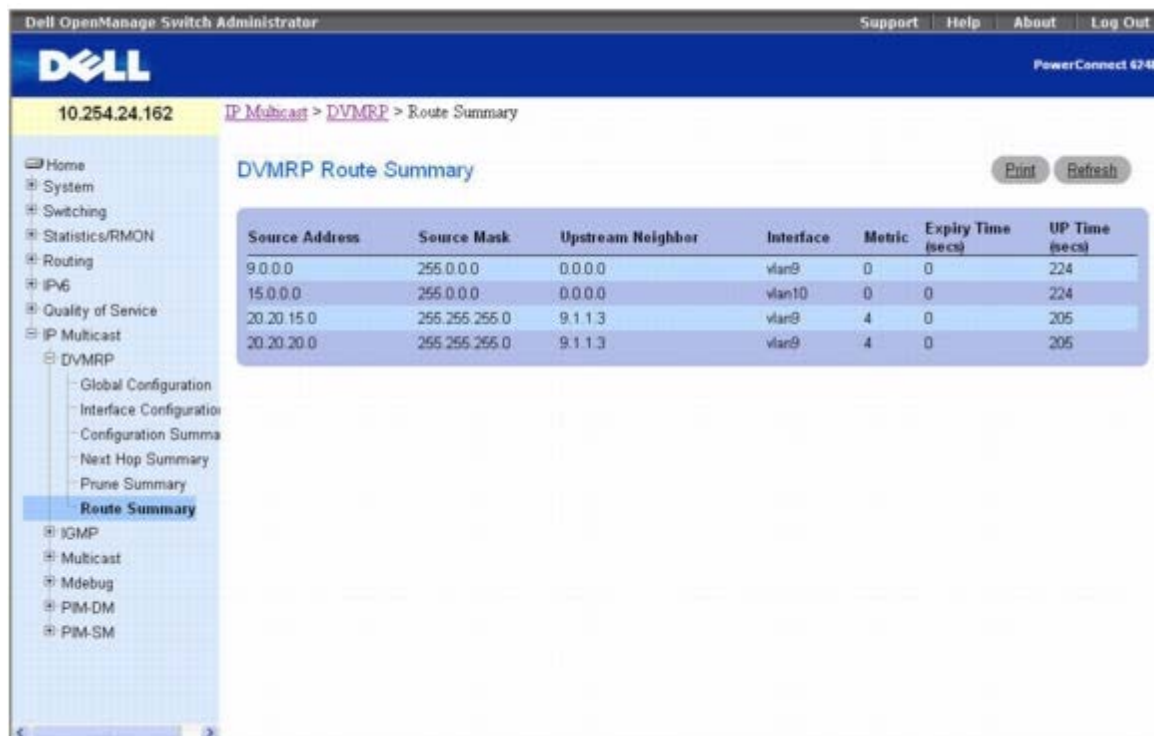 Dell OpenManage Switch Administrator Support Help About Log Out
DELL
PowerConnect 624
10.254.24.162
IP Multicast > DVMRP > Route Summary
Home
System
Switching
Statistics/RMON
Routing
IPv6
Quality of Service
IP Multicast
DVMRP
Global Configuration
Interface Configuration
Configuration Summa
Next Hop Summary
Prune Summary
Route Summary
IGMP
Multicast
Mdebug
PIM-DM
PIM-SM
DVMRP Route Summary
Print Refresh
Source Address Source Mask Upstream Neighbor Interface Metric Expiry Time (secs) UP Time (secs)
9.0.0.0 255.0.0.0 0.0.0.0 vlan9 0 0 224
15.0.0.0 255.0.0.0 0.0.0.0 vlan10 0 0 224
20.20.15.0 255.255.255.0 9.1.1.3 vlan9 4 0 205
20.20.20.0 255.255.255.0 9.1.1.3 vlan9 4 0 205